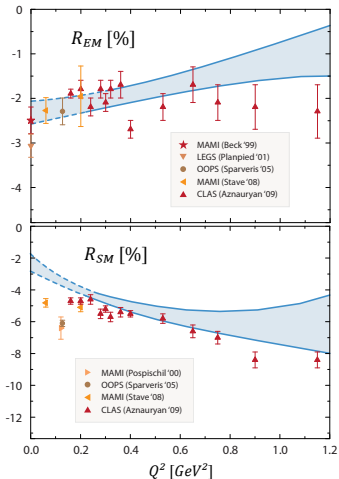 0
R_EM [%]
-1
-2
-3
-4
MAMI (Beck '99)
LEGS (Planpied '01)
OOPS (Sparveris '05)
MAMI (Stave '08)
CLAS (Aznauryan '09)
0
R_SM [%]
-2
-4
-6
-8
-10
-12
MAMI (Pospischil '00)
OOPS (Sparveris '05)
MAMI (Stave '08)
CLAS (Aznauryan '09)
0.0 0.2 0.4 0.6 0.8 1.0 1.2
Q² [GeV²]